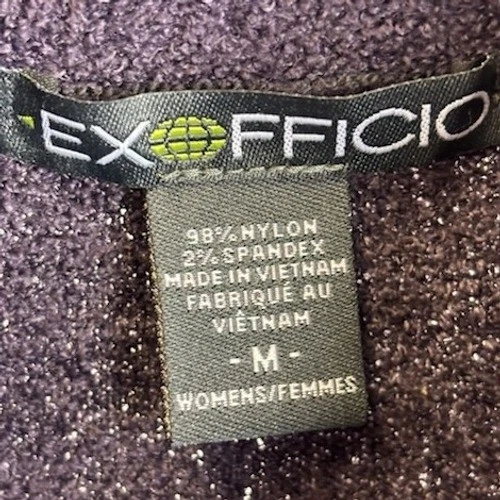 EXOFFICIO
98% NYLON
2% SPANDEX
MADE IN VIETNAM
FABRIQUÉ AU
VIÊTNAM
- M -
WOMENS/FEMMES